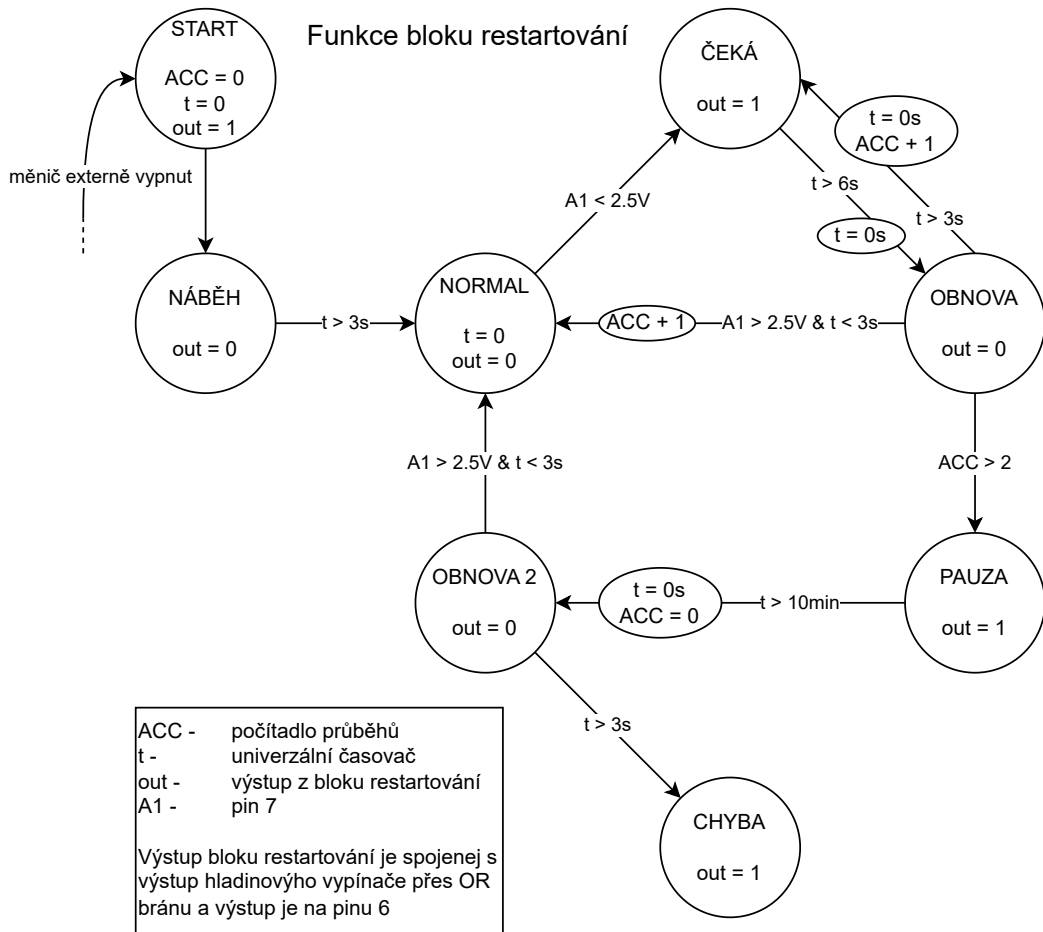 Funkce bloku restartování
START
ACC = 0
t = 0
out = 1
měnič externě vypnut
ČEKÁ
out = 1
t = 0s
ACC + 1
t > 6s
t = 0s
t > 3s
A1 < 2.5V
NÁBĚH
out = 0
t > 3s
NORMAL
t = 0
out = 0
ACC + 1
A1 > 2.5V & t < 3s
OBNOVA
out = 0
A1 > 2.5V & t < 3s
ACC > 2
OBNOVA 2
out = 0
t = 0s
ACC = 0
t > 10min
PAUZA
out = 1
t > 3s
CHYBA
out = 1
ACC - počítadlo průběhů
t - univerzální časovač
out - výstup z bloku restartování
A1 - pin 7
Výstup bloku restartování je spojenej s
výstup hladinovýho vypínače přes OR
bránu a výstup je na pinu 6